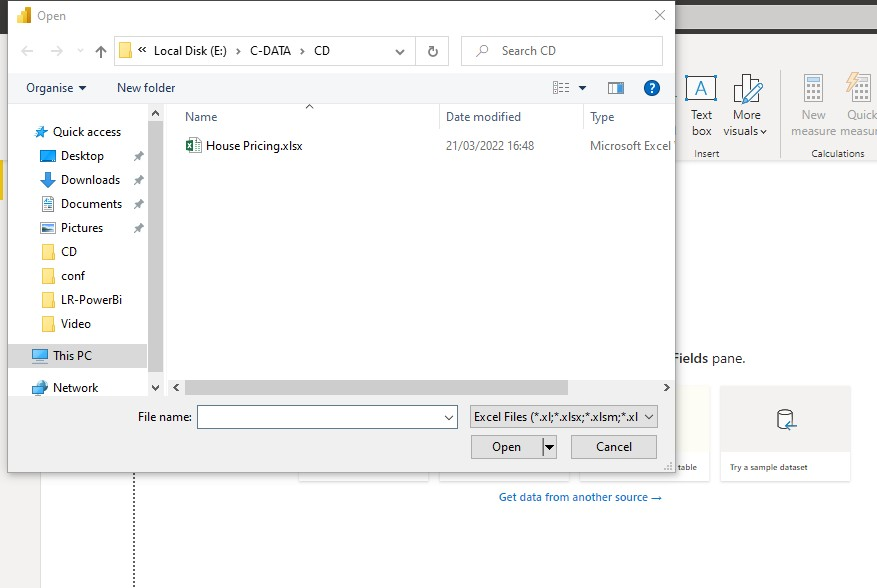 Open
« Local Disk (E:) › C-DATA › CD
Search CD
Organise
New folder
Name
Date modified
Type
House Pricing.xlsx
21/03/2022 16:48
Microsoft Excel
Quick access
Desktop
Downloads
Documents
Pictures
CD
conf
LR-PowerBi
Video
This PC
Network
File name:
Excel Files (*.xl;*.xlsx;*.xlsm;*.xl
Open
Cancel
A
Text
box
More
visuals
Insert
New
measure
Quick
measur
Calculations
Fields pane.
table
Try a sample dataset
Get data from another source →